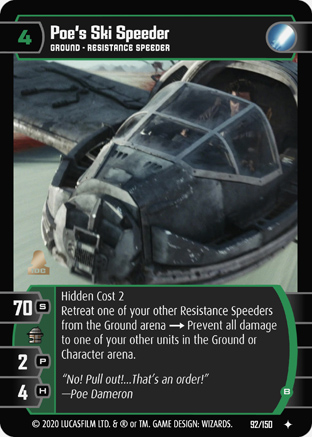 4 Poe's Ski Speeder
GROUND - RESISTANCE SPEEDER
70 S
2 P
4 H
Hidden Cost 2
Retreat one of your other Resistance Speeders
from the Ground arena → Prevent all damage
to one of your other units in the Ground or
Character arena.
"No! Pull out!...That's an order!"
—Poe Dameron
B
© 2020 LUCASFILM LTD. & ® or TM. GAME DESIGN: WIZARDS. 92/150